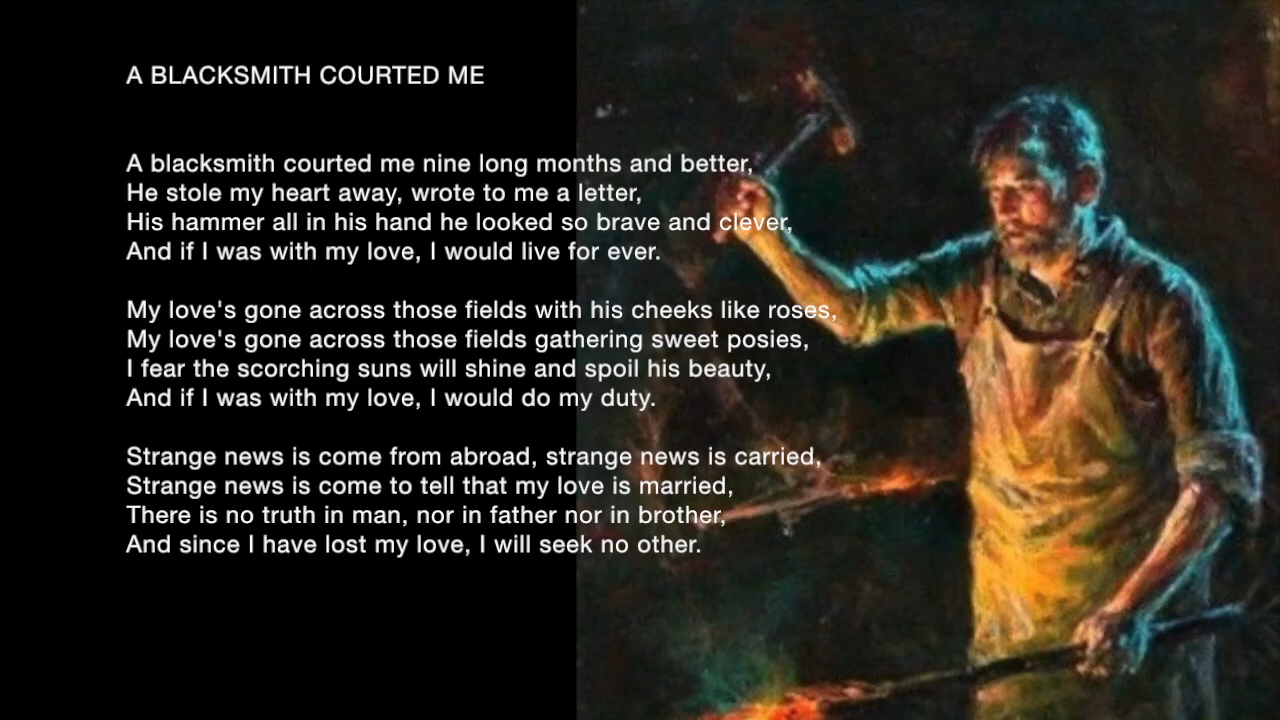 A BLACKSMITH COURTED ME
A blacksmith courted me nine long months and better,
He stole my heart away, wrote to me a letter,
His hammer all in his hand he looked so brave and clever,
And if I was with my love, I would live for ever.
My love's gone across those fields with his cheeks like roses,
My love's gone across those fields gathering sweet posies,
I fear the scorching suns will shine and spoil his beauty,
And if I was with my love, I would do my duty.
Strange news is come from abroad, strange news is carried,
Strange news is come to tell that my love is married,
There is no truth in man, nor in father nor in brother,
And since I have lost my love, I will seek no other.